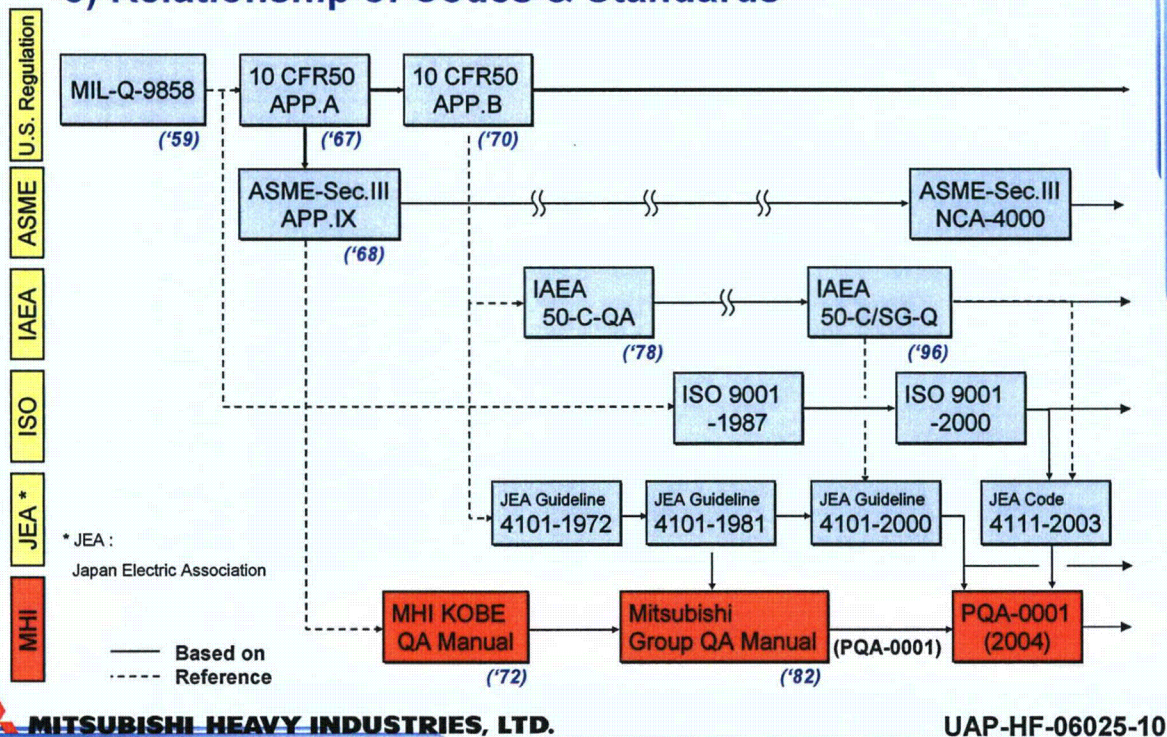 Relationship of Codes & Standards
U.S. Regulation
MIL-Q-9858
('59)
10 CFR50
APP.A
('67)
10 CFR50
APP.B
('70)
ASME
ASME-Sec.III
APP.IX
('68)
ASME-Sec.III
NCA-4000
IAEA
IAEA
50-C-QA
('78)
IAEA
50-C/SG-Q
('96)
ISO
ISO 9001
-1987
ISO 9001
-2000
JEA *
JEA Guideline
4101-1972
JEA Guideline
4101-1981
JEA Guideline
4101-2000
JEA Code
4111-2003
* JEA :
Japan Electric Association
MHI
MHI KOBE
QA Manual
('72)
Mitsubishi
Group QA Manual
('82)
(PQA-0001)
PQA-0001
(2004)
Based on
Reference
MITSUBISHI HEAVY INDUSTRIES, LTD.
UAP-HF-06025-10